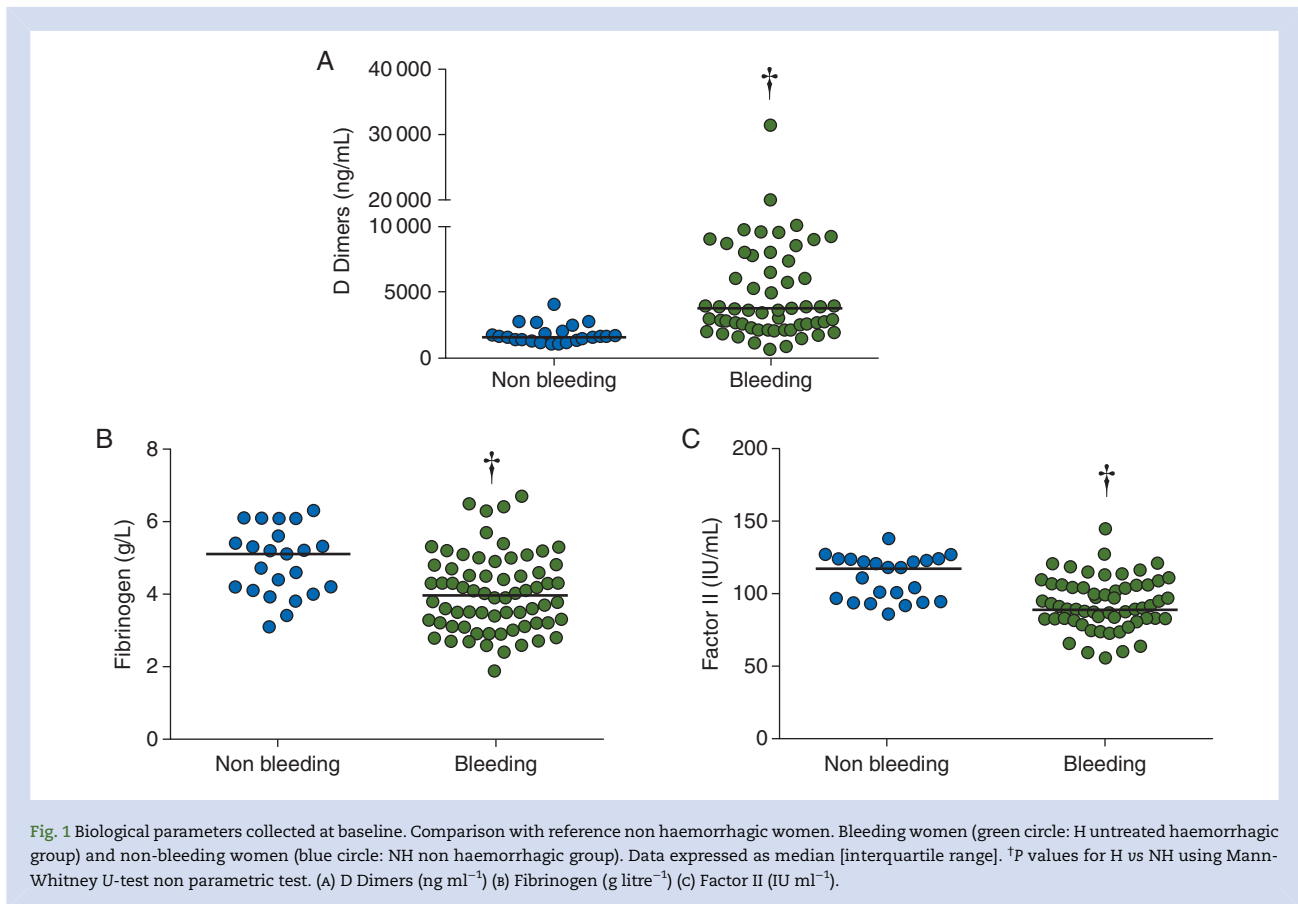 A
40 000
†
30 000
20 000
10 000
5000
0
D Dimers (ng/mL)
Non bleeding Bleeding
B
8
†
6
4
2
0
Fibrinogen (g/L)
Non bleeding Bleeding
C
200
†
150
100
50
0
Factor II (IU/mL)
Non bleeding Bleeding
Fig. 1 Biological parameters collected at baseline. Comparison with reference non haemorrhagic women. Bleeding women (green circle: H untreated haemorrhagic
group) and non-bleeding women (blue circle: NH non haemorrhagic group). Data expressed as median [interquartile range]. †P values for H vs NH using Mann-
Whitney U-test non parametric test. (A) D Dimers (ng ml⁻¹) (B) Fibrinogen (g litre⁻¹) (C) Factor II (IU ml⁻¹).